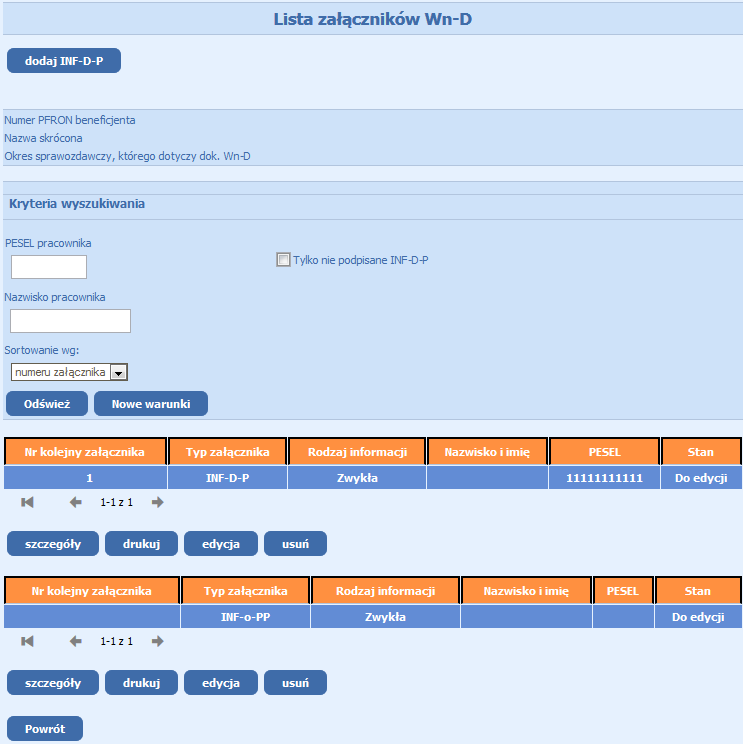 Lista załączników Wn-D
dodaj INF-D-P
Numer PFRON beneficjenta
Nazwa skrócona
Okres sprawozdawczy, którego dotyczy dok. Wn-D
Kryteria wyszukiwania
PESEL pracownika
Tylko nie podpisane INF-D-P
Nazwisko pracownika
Sortowanie wg:
numeru załącznika
Odśwież Nowe warunki
Nr kolejny załącznika Typ załącznika Rodzaj informacji Nazwisko i imię PESEL Stan
1 INF-D-P Zwykła 11111111111 Do edycji
1-1 z 1
szczegóły drukuj edycja usuń
Nr kolejny załącznika Typ załącznika Rodzaj informacji Nazwisko i imię PESEL Stan
INF-o-PP Zwykła Do edycji
1-1 z 1
szczegóły drukuj edycja usuń
Powrót